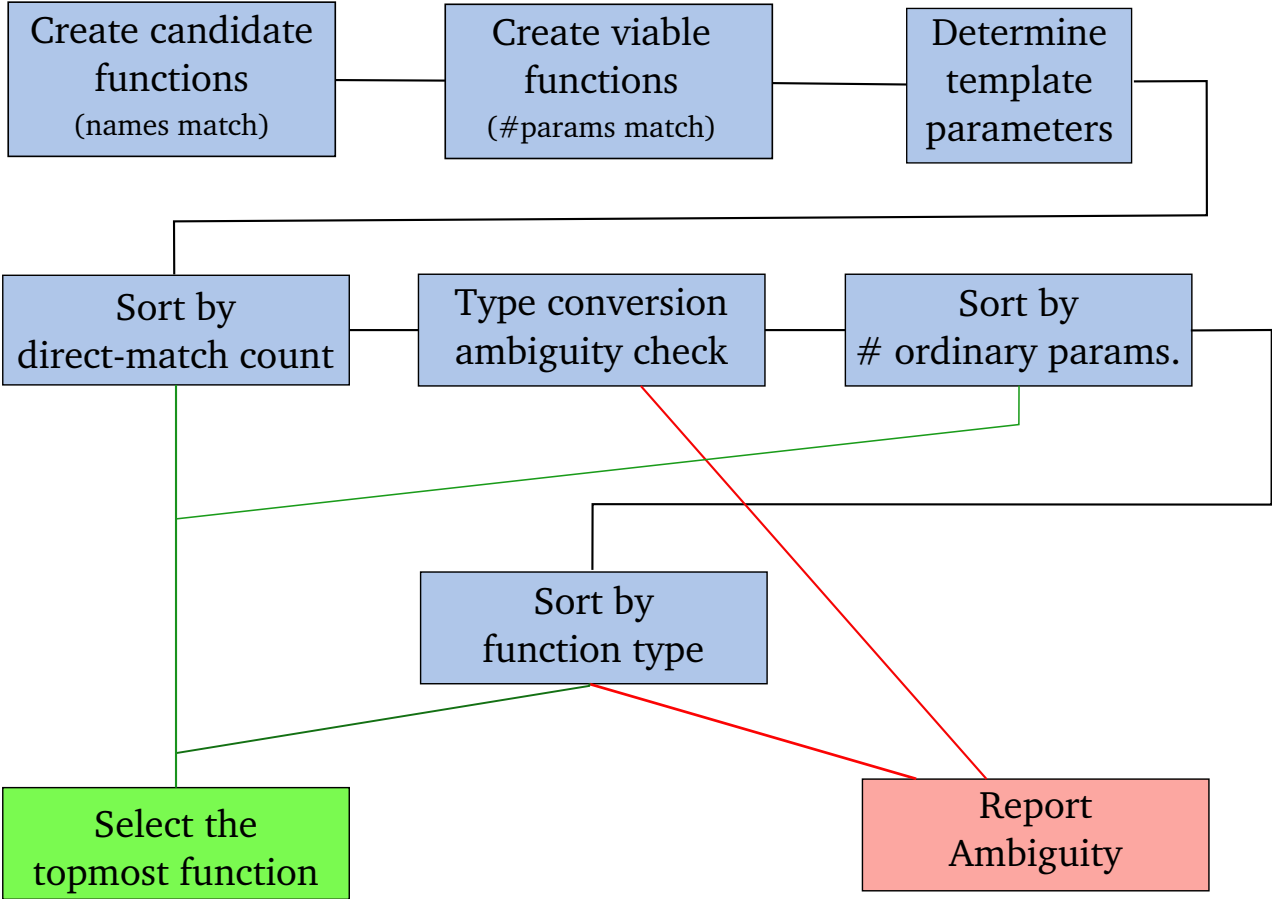 Create candidate
functions
(names match)
Create viable
functions
(#params match)
Determine
template
parameters
Sort by
direct-match count
Type conversion
ambiguity check
Sort by
# ordinary params.
Sort by
function type
Select the
topmost function
Report
Ambiguity